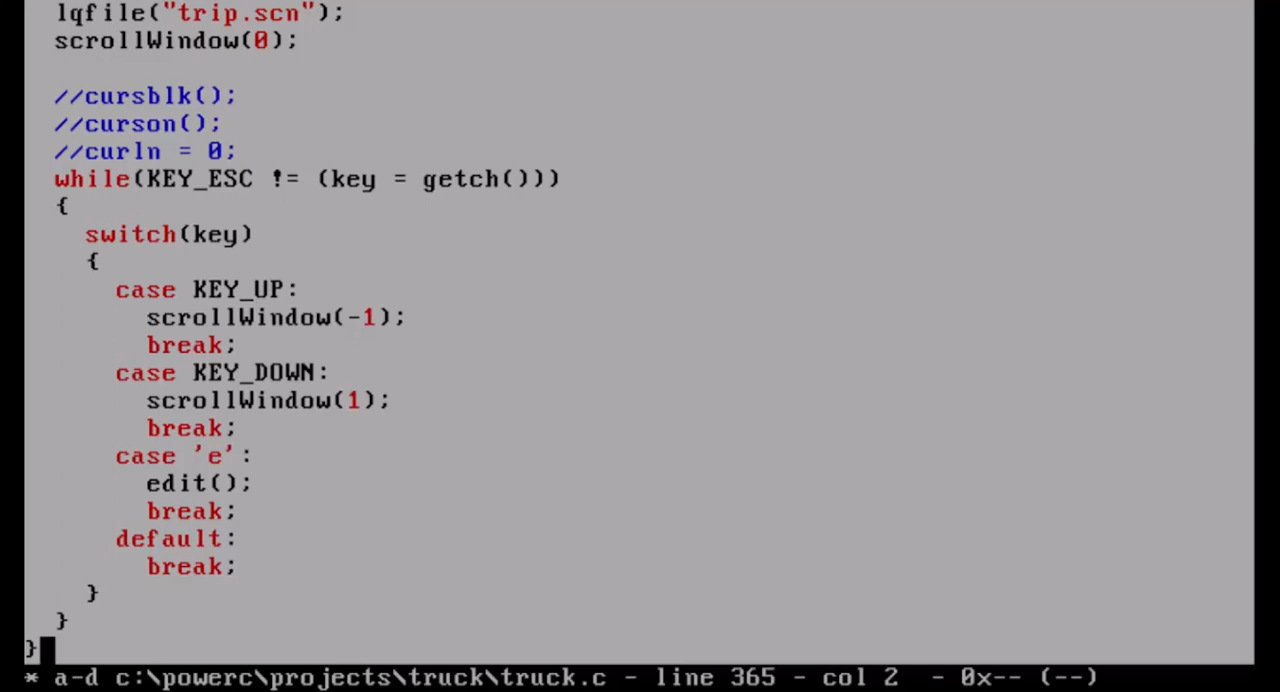 lqfile("trip.scn");
scrollWindow(0);
//cursblk();
//curson();
//curln = 0;
while(KEY_ESC != (key = getch()))
{
switch(key)
{
case KEY_UP:
scrollWindow(-1);
break;
case KEY_DOWN:
scrollWindow(1);
break;
case 'e':
edit();
break;
default:
break;
}
}
}
* a-d c:\powerc\projects\truck\truck.c - line 365 - col 2 - 0x-- (--)